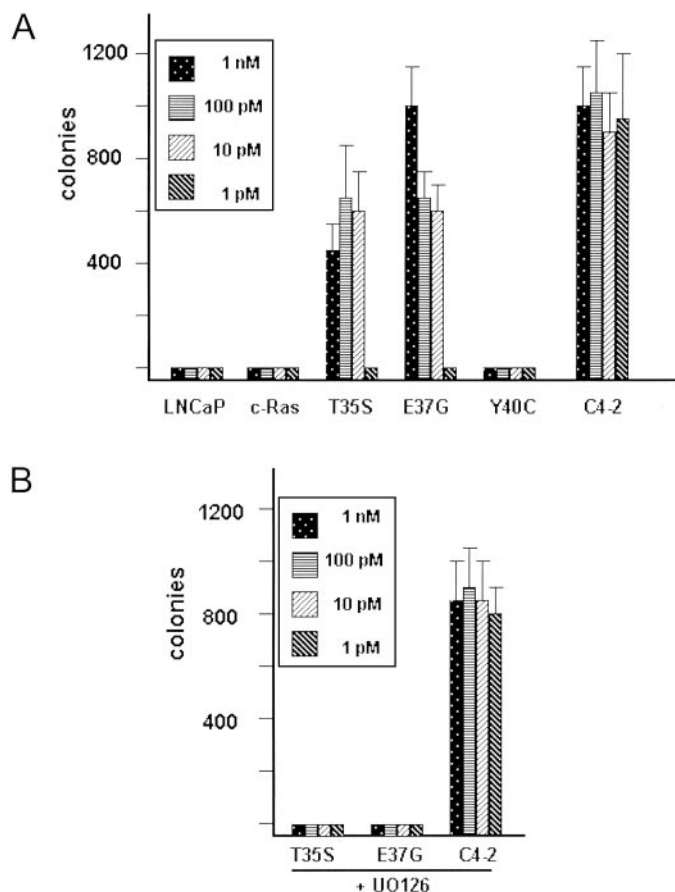 A
colonies
1200
800
400
1 nM
100 pM
10 pM
1 pM
LNCaP c-Ras T35S E37G Y40C C4-2
B
colonies
1200
800
400
1 nM
100 pM
10 pM
1 pM
T35S E37G C4-2
+ UO126